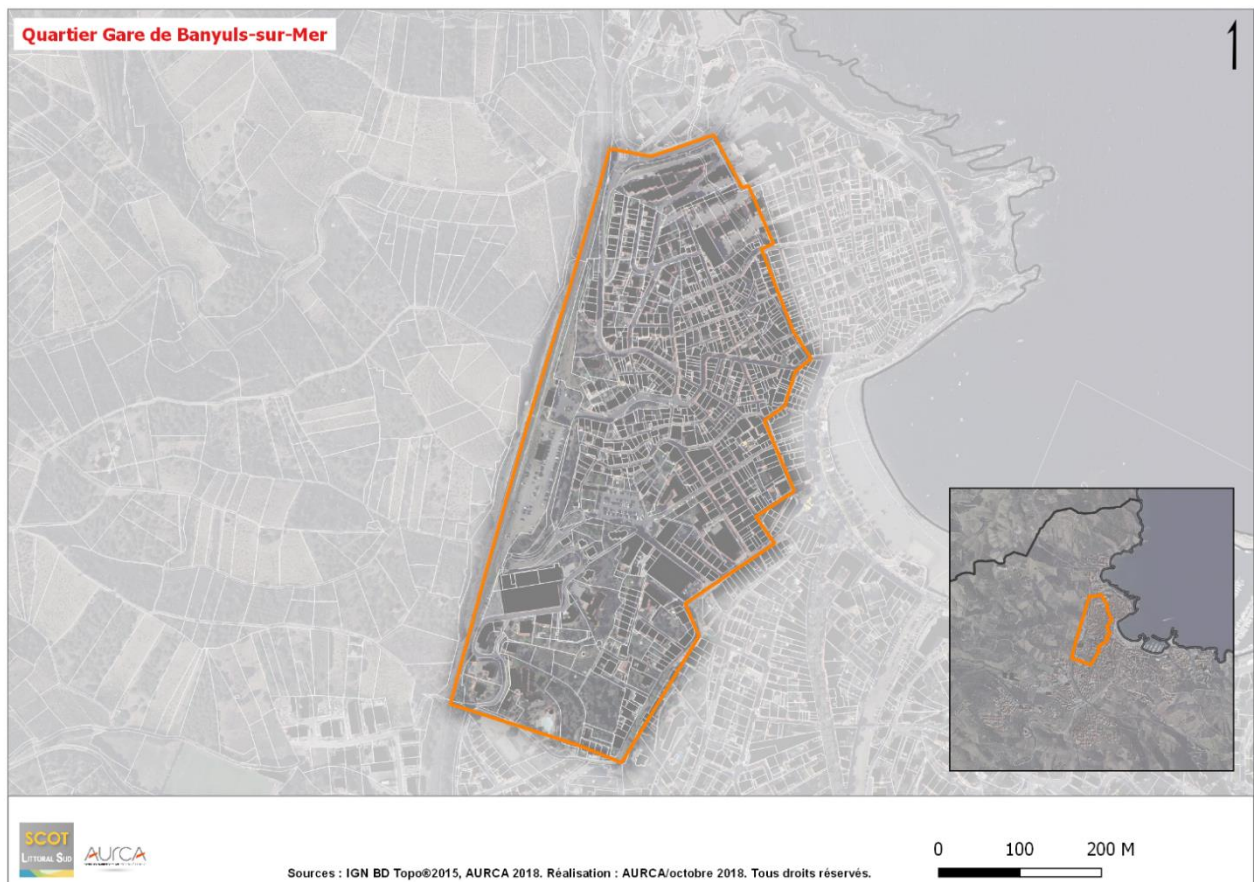 Quartier Gare de Banyuls-sur-Mer
SCOT
LITTORAL SUD
AURCA
0 100 200 M
Sources : IGN BD Topo®2015, AURCA 2018. Réalisation : AURCA/octobre 2018. Tous droits réservés.